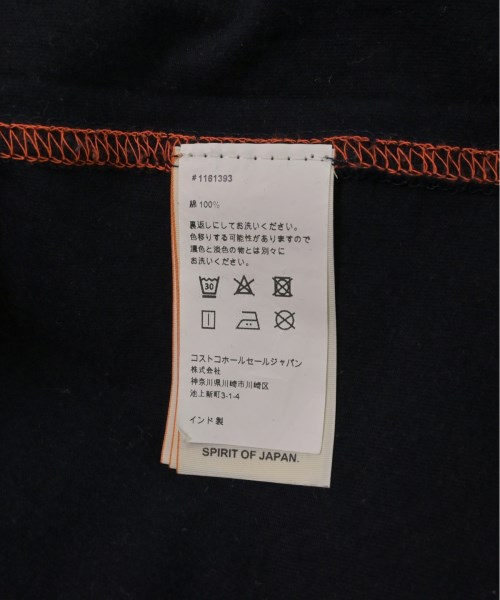 #1181393
綿 100%
裏返しにしてお洗いください。
色移りする可能性がありますので
濃色と淡色の物とは別々に
お洗いください。
30
コストコホールセールジャパン
株式会社
神奈川県川崎市川崎区
池上新町3-1-4
インド製
SPIRIT OF JAPAN.